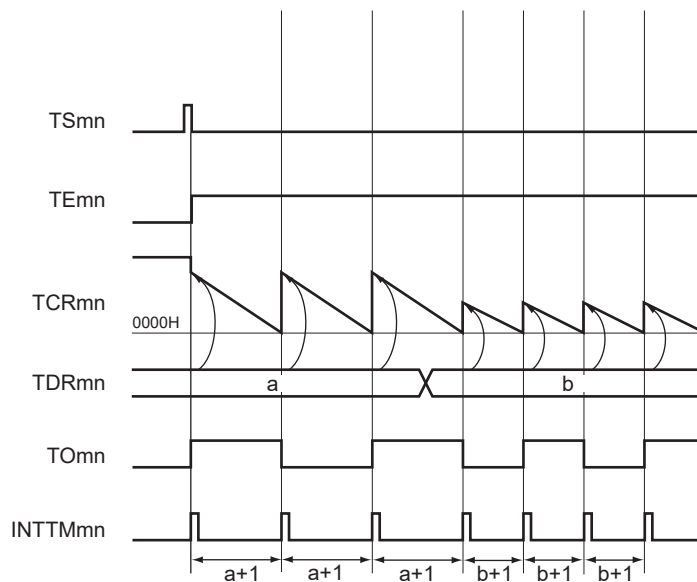 TSmn
TEmn
TCRmn
0000H
TDRmn
a
b
TOmn
INTTMmn
a+1 a+1 a+1 b+1 b+1 b+1